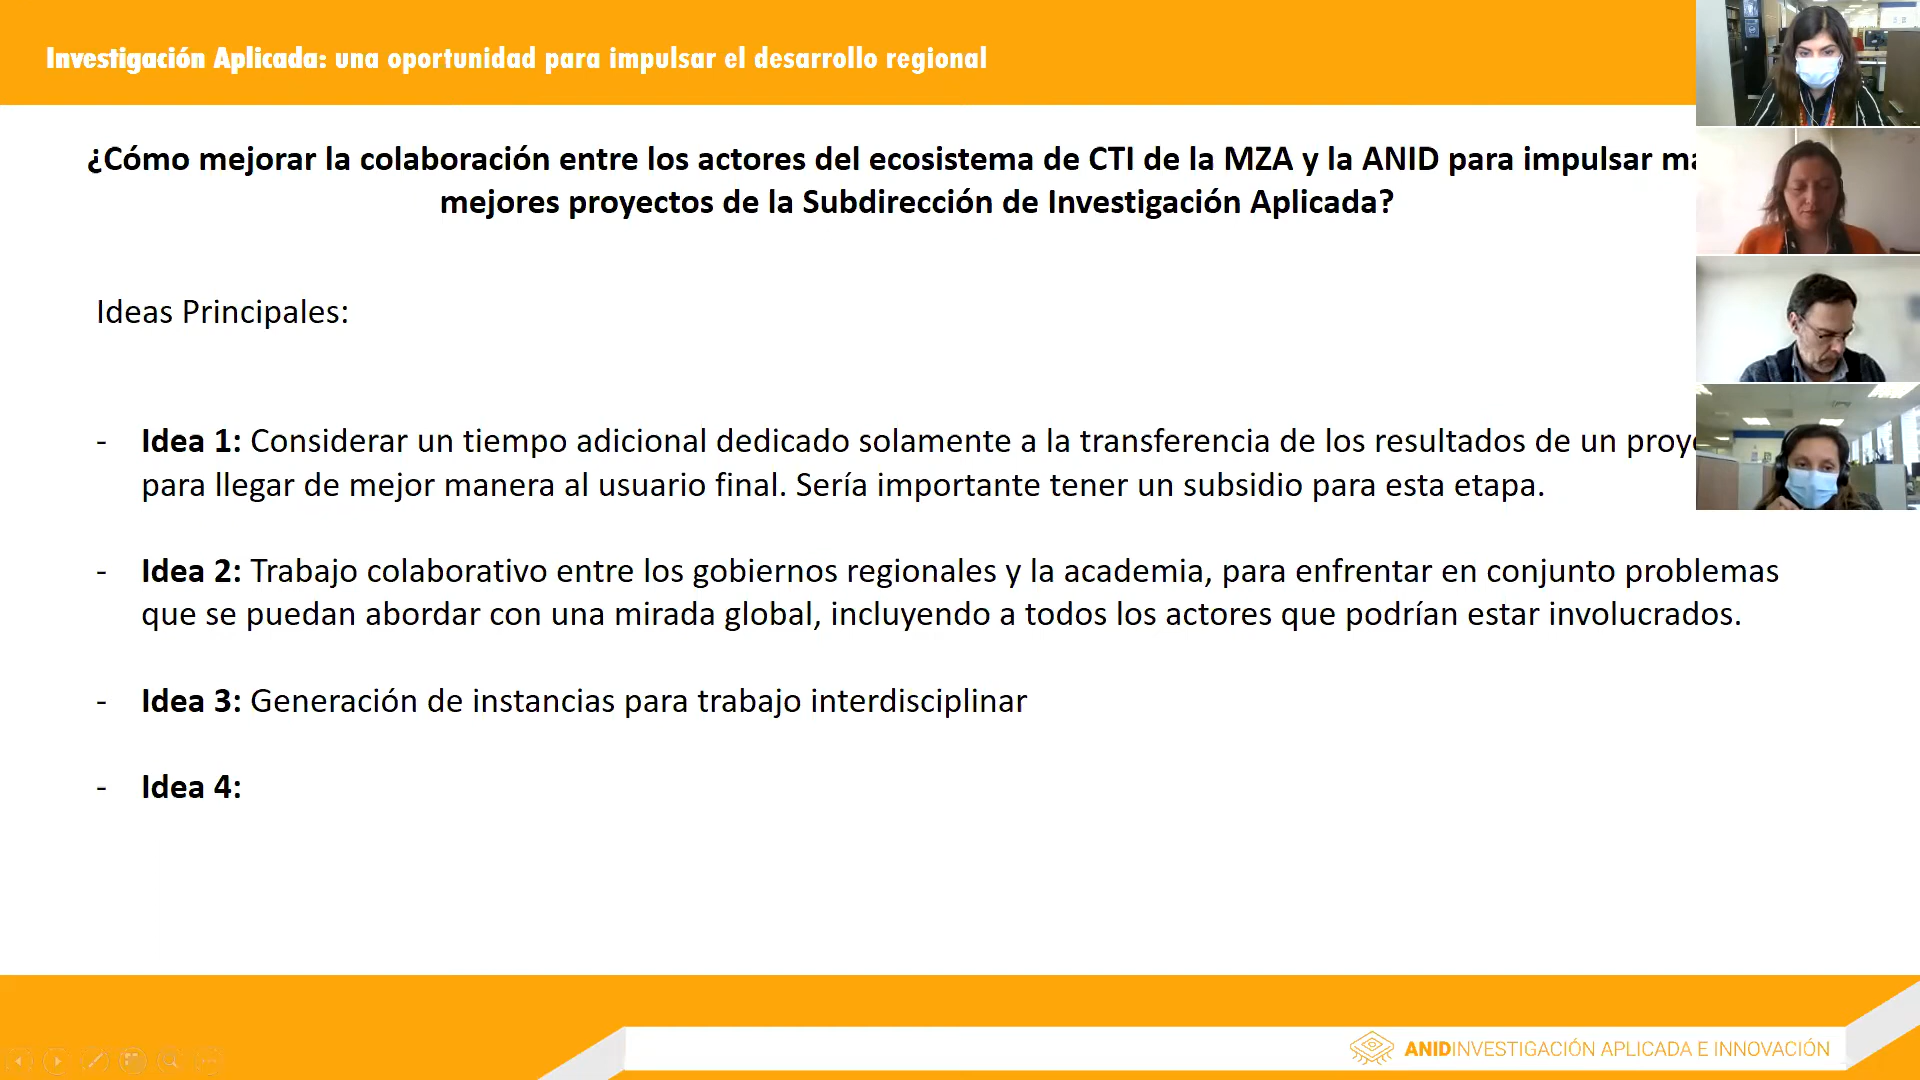 Investigación Aplicada: una oportunidad para impulsar el desarrollo regional
¿Cómo mejorar la colaboración entre los actores del ecosistema de CTI de la MZA y la ANID para impulsar
mejores proyectos de la Subdirección de Investigación Aplicada?
Ideas Principales:
- Idea 1: Considerar un tiempo adicional dedicado solamente a la transferencia de los resultados de un
para llegar de mejor manera al usuario final. Sería importante tener un subsidio para esta etapa.
- Idea 2: Trabajo colaborativo entre los gobiernos regionales y la academia, para enfrentar en conjunto problemas
que se puedan abordar con una mirada global, incluyendo a todos los actores que podrían estar involucrados.
- Idea 3: Generación de instancias para trabajo interdisciplinar
- Idea 4:
ANIDINVESTIGACIÓN APLICADA E INNOVACIÓN